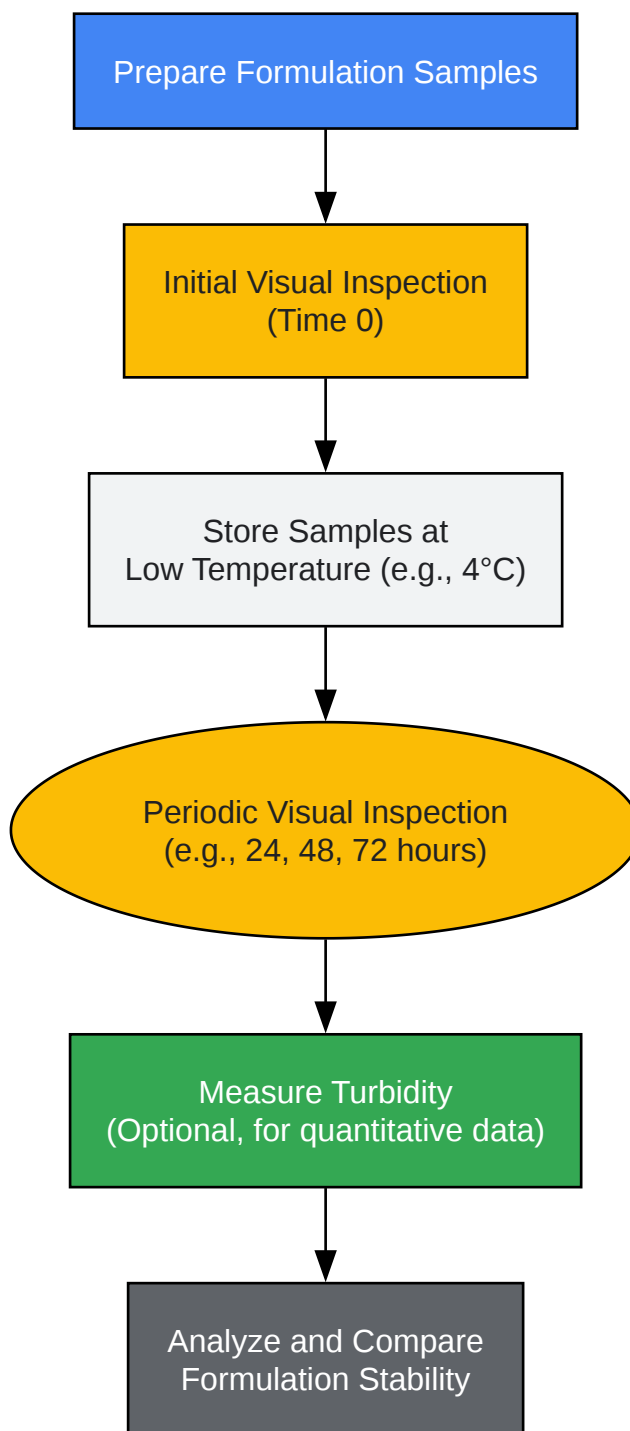 Prepare Formulation Samples
Initial Visual Inspection
(Time 0)
Store Samples at
Low Temperature (e.g., 4°C)
Periodic Visual Inspection
(e.g., 24, 48, 72 hours)
Measure Turbidity
(Optional, for quantitative data)
Analyze and Compare
Formulation Stability